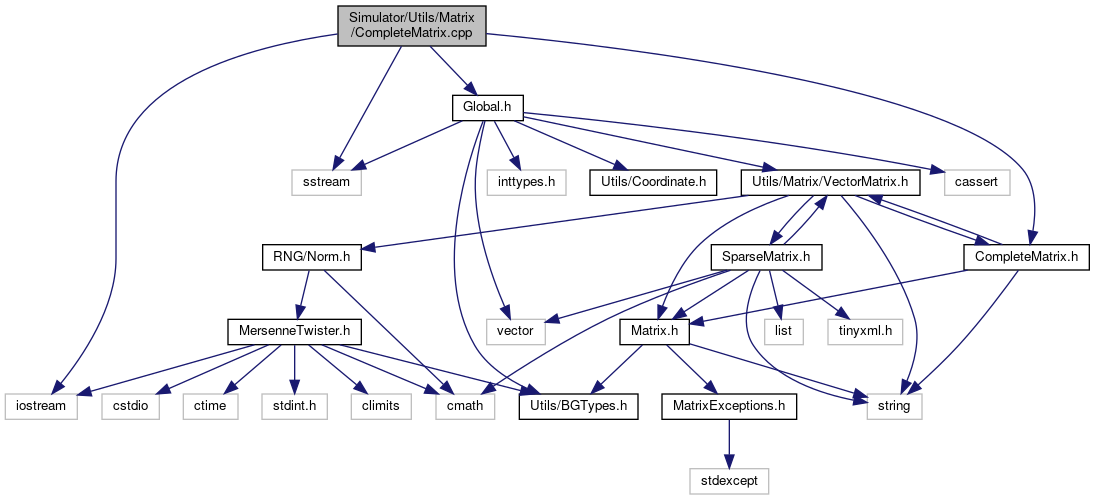 Simulator/Utils/Matrix
/CompleteMatrix.cpp
Global.h
sstream
inttypes.h
Utils/Coordinate.h
Utils/Matrix/VectorMatrix.h
cassert
RNG/Norm.h
SparseMatrix.h
CompleteMatrix.h
MersenneTwister.h
vector
Matrix.h
list
tinyxml.h
iostream
cstdio
ctime
stdint.h
climits
cmath
Utils/BGTypes.h
MatrixExceptions.h
string
stdexcept